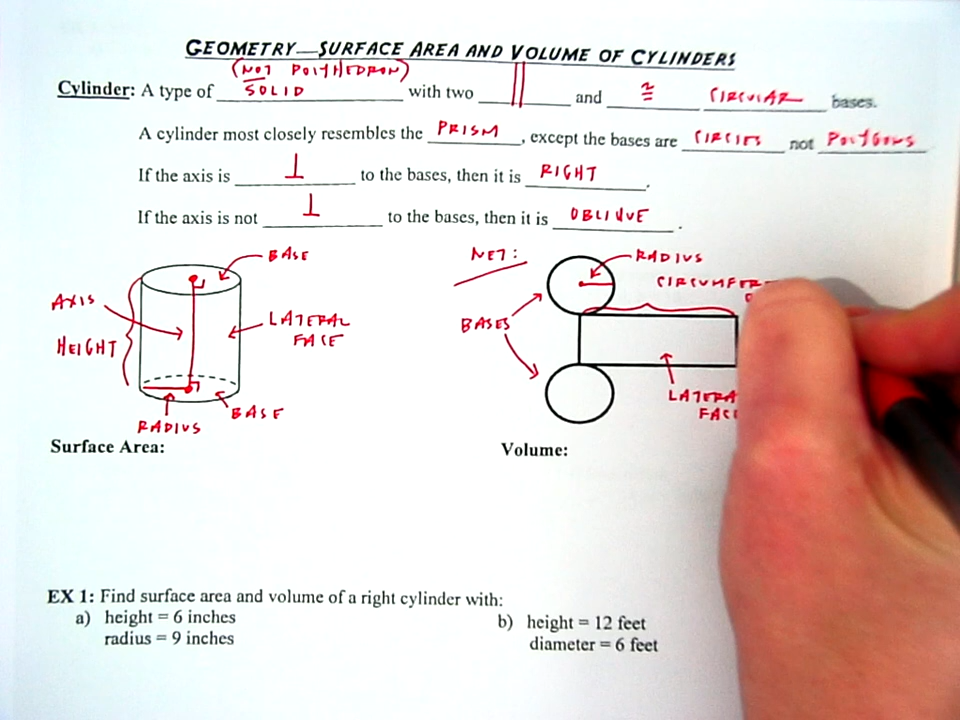 GEOMETRY—SURFACE AREA AND VOLUME OF CYLINDERS
(NOT POLYHEDRON)
Cylinder: A type of SOLID with two || and ≅ CIRCULAR bases.
A cylinder most closely resembles the PRISM, except the bases are CIRCLES not POLYGONS
If the axis is ⊥ to the bases, then it is RIGHT.
If the axis is not ⊥ to the bases, then it is OBLIQUE.
BASE
AXIS
HEIGHT
LATERAL
FACE
RADIUS
BASE
NET:
RADIUS
CIRCUMFER
BASES
LATERA
FAC
Surface Area:
Volume:
EX 1: Find surface area and volume of a right cylinder with:
a) height = 6 inches
radius = 9 inches
b) height = 12 feet
diameter = 6 feet